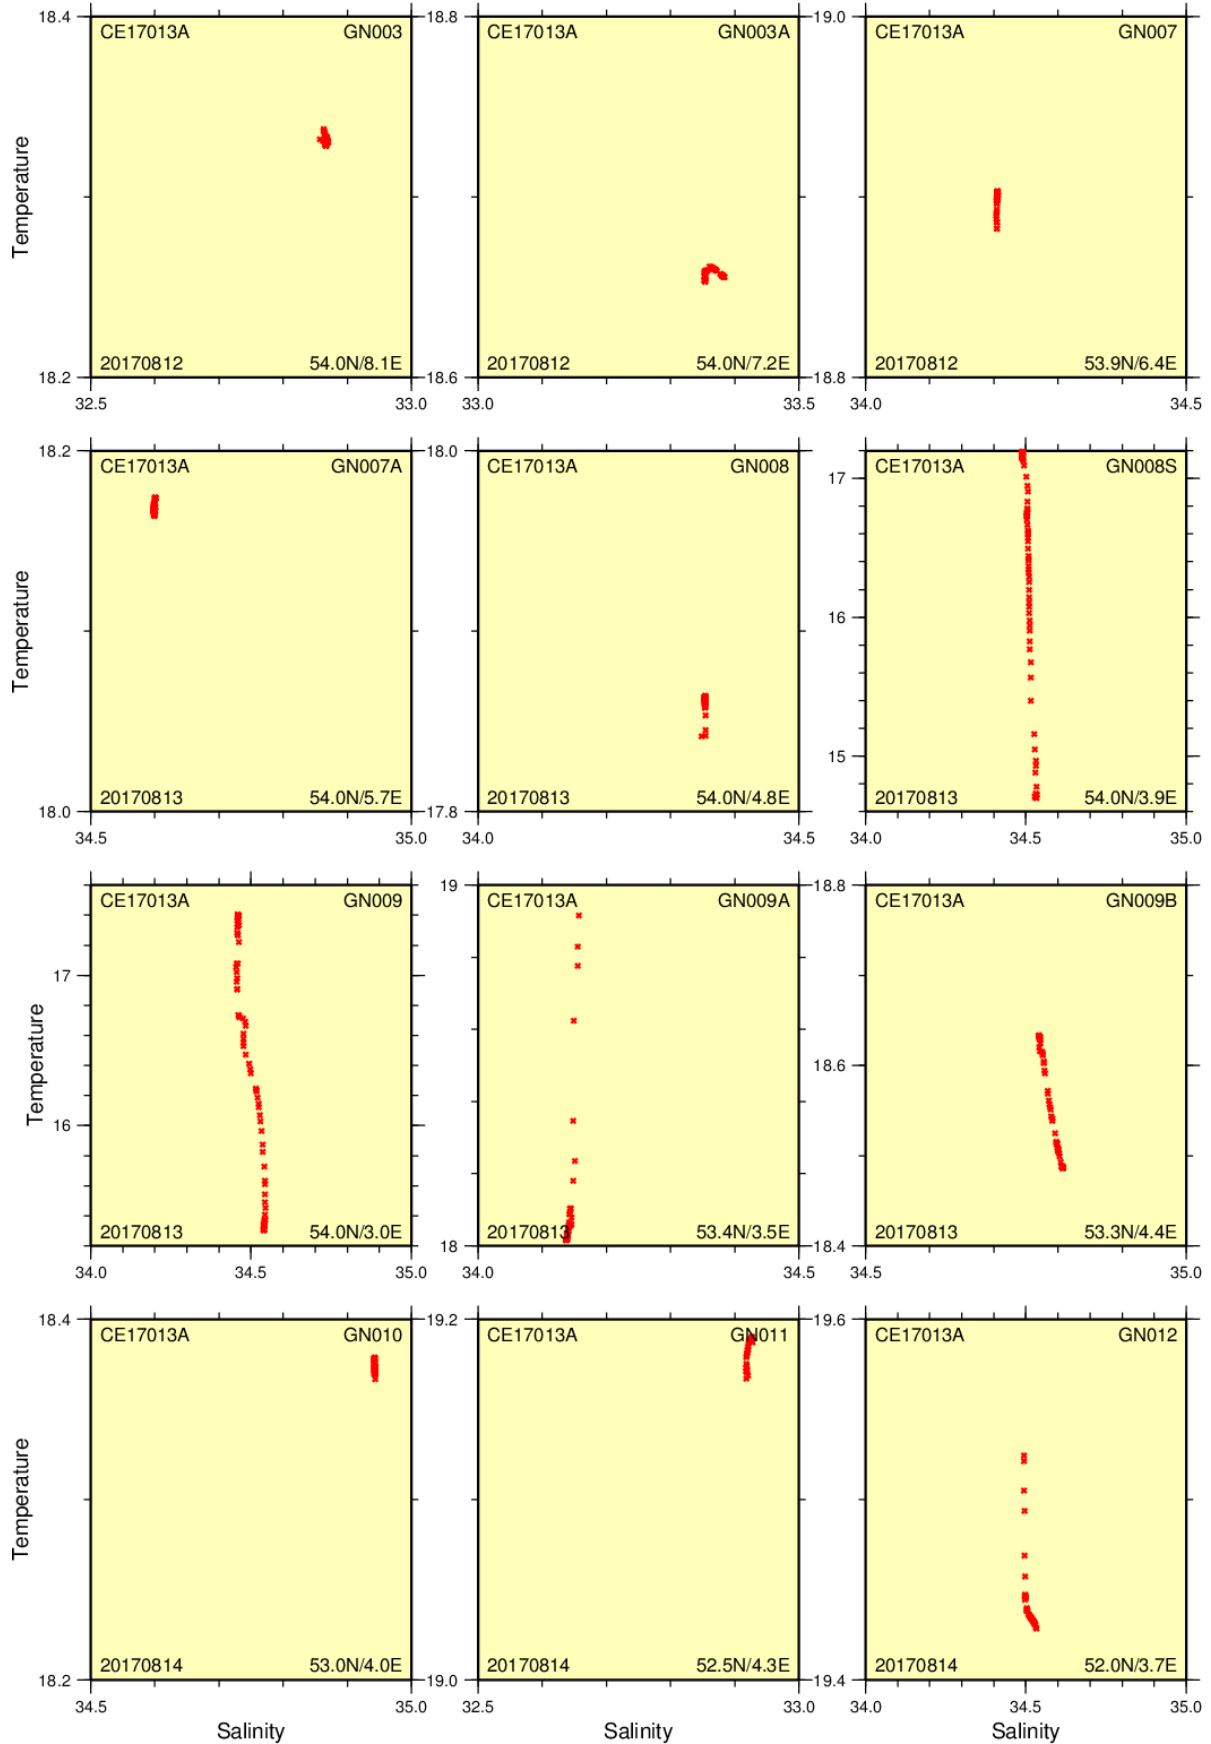 18.4 CE17013A GN003 18.8 CE17013A GN003A 19.0 CE17013A GN007
Temperature
20170812 54.0N/8.1E 20170812 54.0N/7.2E 20170812 53.9N/6.4E
18.2 18.6 18.8
32.5 33.0 33.0 33.5 34.0 34.5
18.2 CE17013A GN007A 18.0 CE17013A GN008 17 CE17013A GN008S
Temperature
16
15
20170813 54.0N/5.7E 20170813 54.0N/4.8E 20170813 54.0N/3.9E
18.0 17.8
34.5 35.0 34.0 34.5 34.0 34.5 35.0
CE17013A GN009 19 CE17013A GN009A 18.8 CE17013A GN009B
17
Temperature
18.6
16
20170813 54.0N/3.0E 20170813 53.4N/3.5E 20170813 53.3N/4.4E
18 18.4
34.0 34.5 35.0 33.5 34.0 34.5 34.0 34.5 35.0
18.4 CE17013A GN010 19.2 CE17013A GN011 19.6 CE17013A GN012
Temperature
20170814 53.0N/4.0E 20170814 52.5N/4.3E 20170814 52.0N/3.7E
18.2 19.0 19.4
34.5 35.0 32.5 33.0 34.0 34.5 35.0
Salinity Salinity Salinity